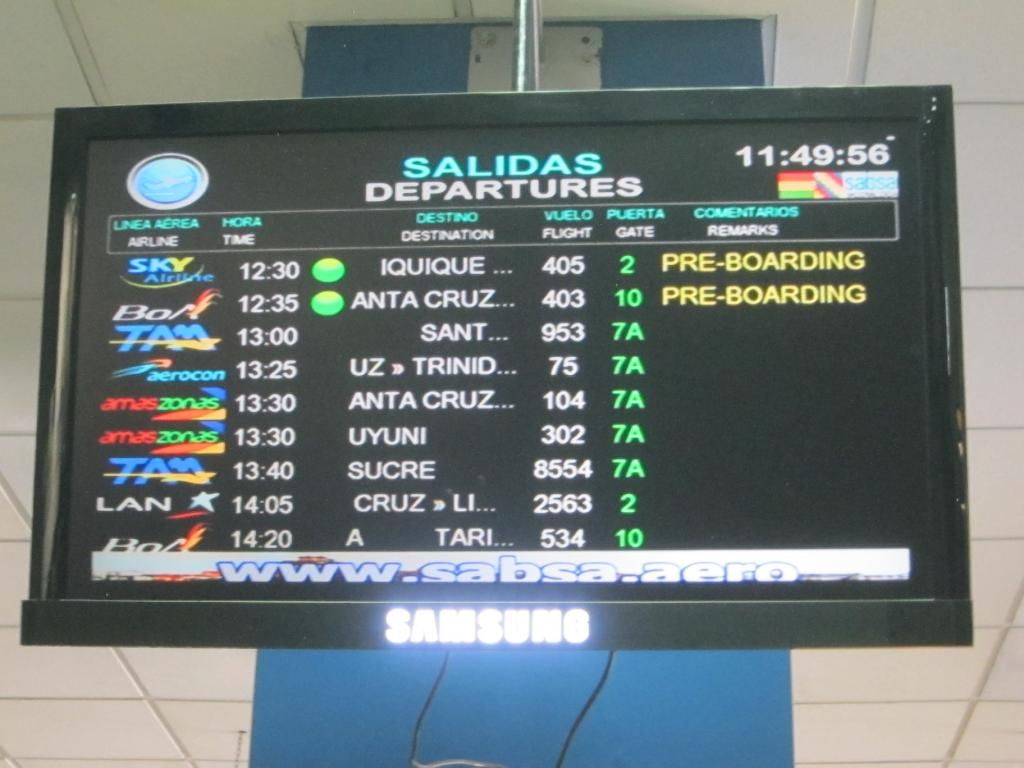 SALIDAS 11:49:56
DEPARTURES sabsa
LINEA AÉREA HORA DESTINO VUELO PUERTA COMENTARIOS
AIRLINE TIME DESTINATION FLIGHT GATE REMARKS
SKY Airline 12:30 IQUIQUE ... 405 2 PRE-BOARDING
BoA 12:35 ANTA CRUZ... 403 10 PRE-BOARDING
TAM 13:00 SANT... 953 7A
aerocon 13:25 UZ » TRINID... 75 7A
amaszonas 13:30 ANTA CRUZ... 104 7A
amaszonas 13:30 UYUNI 302 7A
TAM 13:40 SUCRE 8554 7A
LAN 14:05 CRUZ » LI... 2563 2
BoA 14:20 A TARI... 534 10
www.sabsa.aero
SAMSUNG